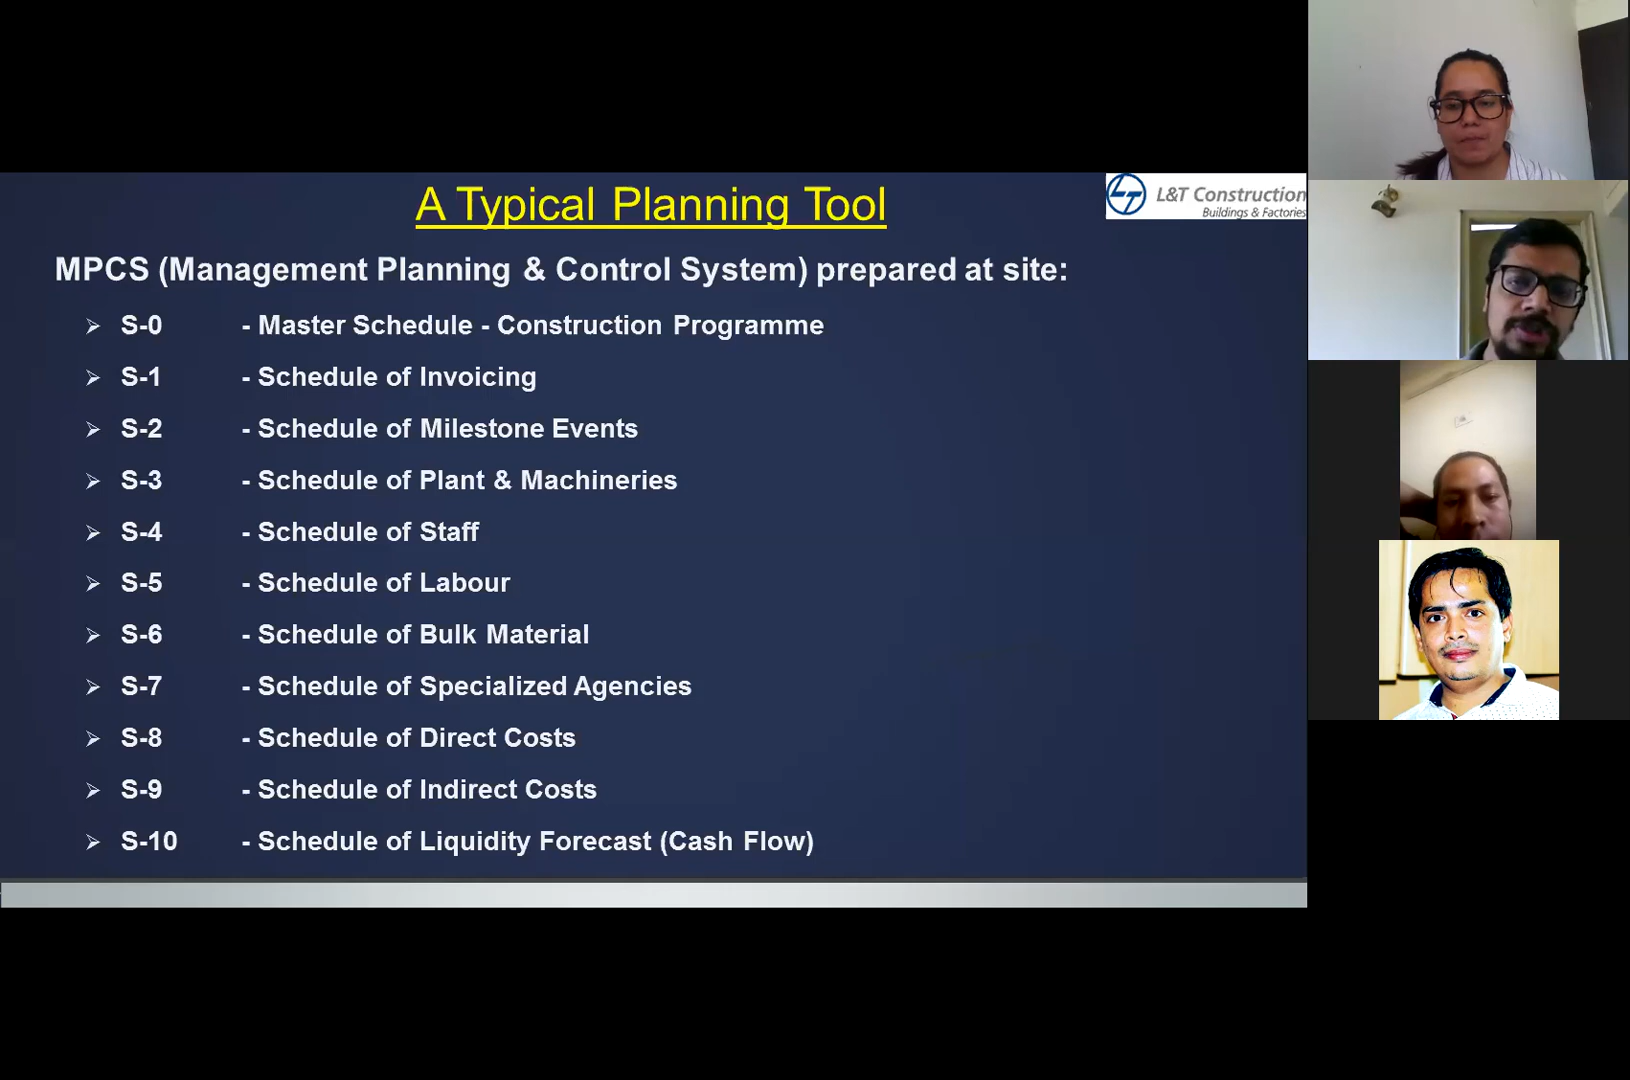 A Typical Planning Tool
L&T Construction
Buildings & Factories
MPCS (Management Planning & Control System) prepared at site:
➢ S-0 - Master Schedule - Construction Programme
➢ S-1 - Schedule of Invoicing
➢ S-2 - Schedule of Milestone Events
➢ S-3 - Schedule of Plant & Machineries
➢ S-4 - Schedule of Staff
➢ S-5 - Schedule of Labour
➢ S-6 - Schedule of Bulk Material
➢ S-7 - Schedule of Specialized Agencies
➢ S-8 - Schedule of Direct Costs
➢ S-9 - Schedule of Indirect Costs
➢ S-10 - Schedule of Liquidity Forecast (Cash Flow)